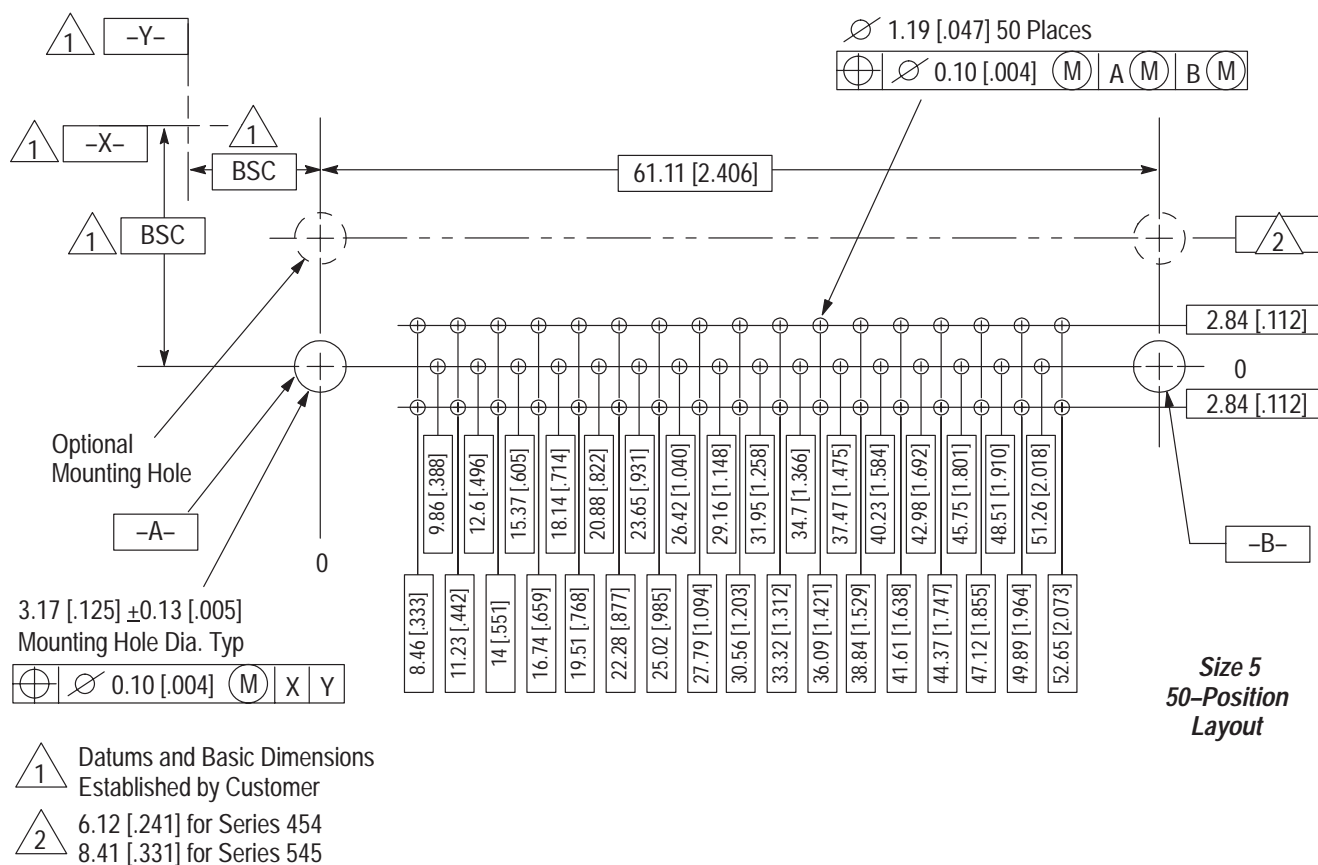 1
–Y–
1.19 [.047] 50 Places
0.10 [.004] M A M B M
1
–X–
1
BSC
61.11 [2.406]
1
BSC
2
2.84 [.112]
0
2.84 [.112]
Optional
Mounting Hole
–A–
0
–B–
9.86 [.388]
12.6 [.496]
15.37 [.605]
18.14 [.714]
20.88 [.822]
23.65 [.931]
26.42 [1.040]
29.16 [1.148]
31.95 [1.258]
34.7 [1.366]
37.47 [1.475]
40.23 [1.584]
42.98 [1.692]
45.75 [1.801]
48.51 [1.910]
51.26 [2.018]
8.46 [.333]
11.23 [.442]
14 [.551]
16.74 [.659]
19.51 [.768]
22.28 [.877]
25.02 [.985]
27.79 [1.094]
30.56 [1.203]
33.32 [1.312]
36.09 [1.421]
38.84 [1.529]
41.61 [1.638]
44.37 [1.747]
47.12 [1.855]
49.89 [1.964]
52.65 [2.073]
3.17 [.125] ±0.13 [.005]
Mounting Hole Dia. Typ
0.10 [.004] M X Y
Size 5
50–Position
Layout
1 Datums and Basic Dimensions
Established by Customer
2 6.12 [.241] for Series 454
8.41 [.331] for Series 545